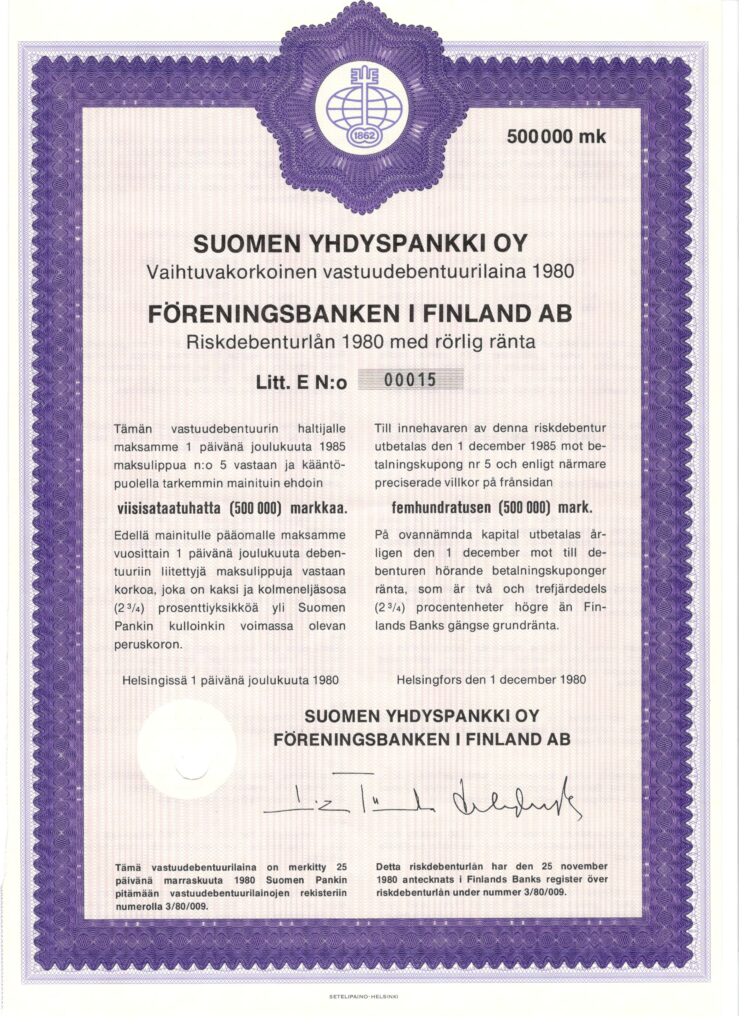 1862
500 000 mk
SUOMEN YHDYSPANKKI OY
Vaihtuvakorkoinen vastuudebentuurilaina 1980
FÖRENINGSBANKEN I FINLAND AB
Riskdebenturlån 1980 med rörlig ränta
Litt. E N:o 00015
Tämän vastuudebentuurin haltijalle
maksamme 1 päivänä joulukuuta 1985
maksulippua n:o 5 vastaan ja kääntö-
puolella tarkemmin mainituin ehdoin
viisisataatuhatta (500 000) markkaa.
Edellä mainitulle pääomalle maksamme
vuosittain 1 päivänä joulukuuta deben-
tuuriin liitettyjä maksulippuja vastaan
korkoa, joka on kaksi ja kolmeneljäsosa
(2 3/4) prosenttiyksikköä yli Suomen
Pankin kulloinkin voimassa olevan
peruskoron.
Helsingissä 1 päivänä joulukuuta 1980
Till innehavaren av denna riskdebentur
utbetalas den 1 december 1985 mot be-
talningskupong nr 5 och enligt närmare
preciserade villkor på frånsidan
femhundratusen (500 000) mark.
På ovannämnda kapital utbetalas år-
ligen den 1 december mot till de-
benturen hörande betalningskuponger
ränta, som är två och trefjärdedels
(2 3/4) procentenheter högre än Fin-
lands Banks gängse grundränta.
Helsingfors den 1 december 1980
SUOMEN YHDYSPANKKI OY
FÖRENINGSBANKEN I FINLAND AB
Tämä vastuudebentuurilaina on merkitty 25
päivänä marraskuuta 1980 Suomen Pankin
pitämään vastuudebentuurilainojen rekisteriin
numerolla 3/80/009.
Detta riskdebenturlån har den 25 november
1980 antecknats i Finlands Banks register över
riskdebenturlån under nummer 3/80/009.
SETELIPAINO·HELSINKI